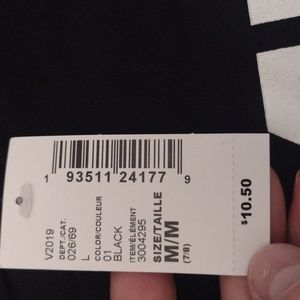 1 93511 24177 9
V2019
DEPT./CAT.
026/69
L
COLOR/COULEUR
01
BLACK
ITEM/ÉLÉMENT
3004295
SIZE/TAILLE
M/M
(7/8)
$10.50